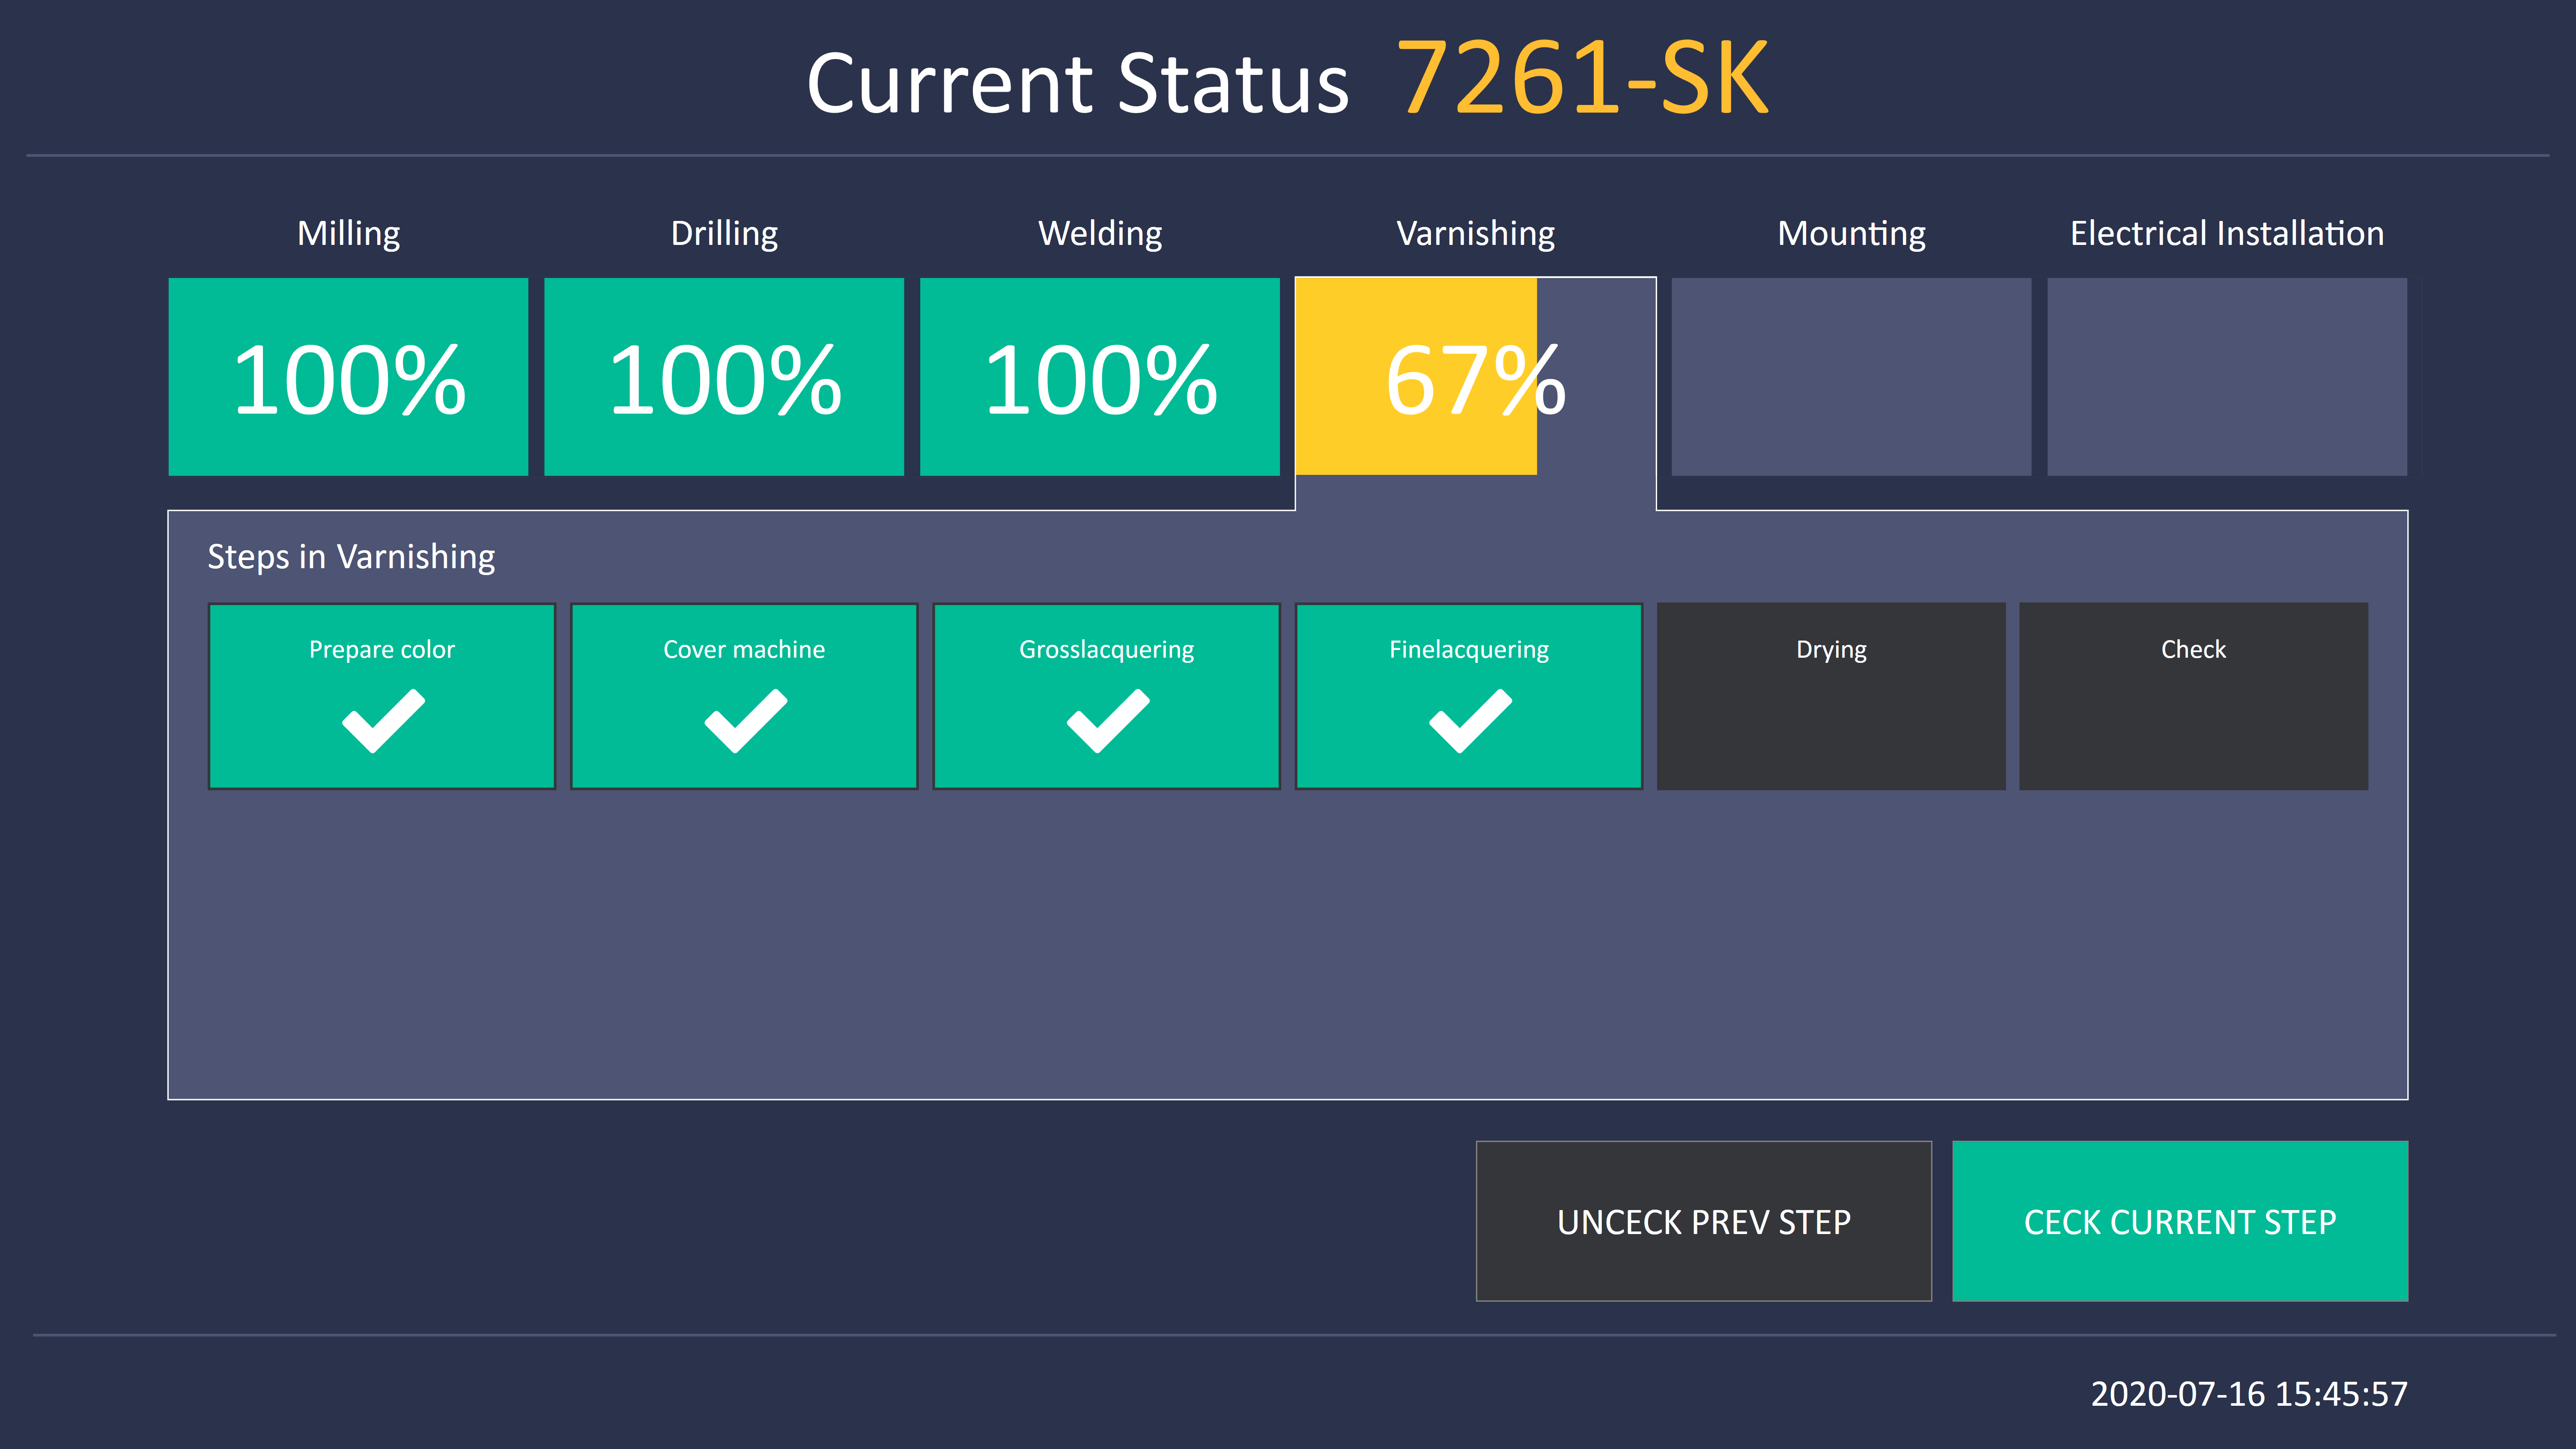 Current Status 7261-SK
Milling Drilling Welding Varnishing Mounting Electrical Installation
100% 100% 100% 67%
Steps in Varnishing
Prepare color Cover machine Grosslacquering Finelacquering Drying Check
UNCECK PREV STEP CECK CURRENT STEP
2020-07-16 15:45:57